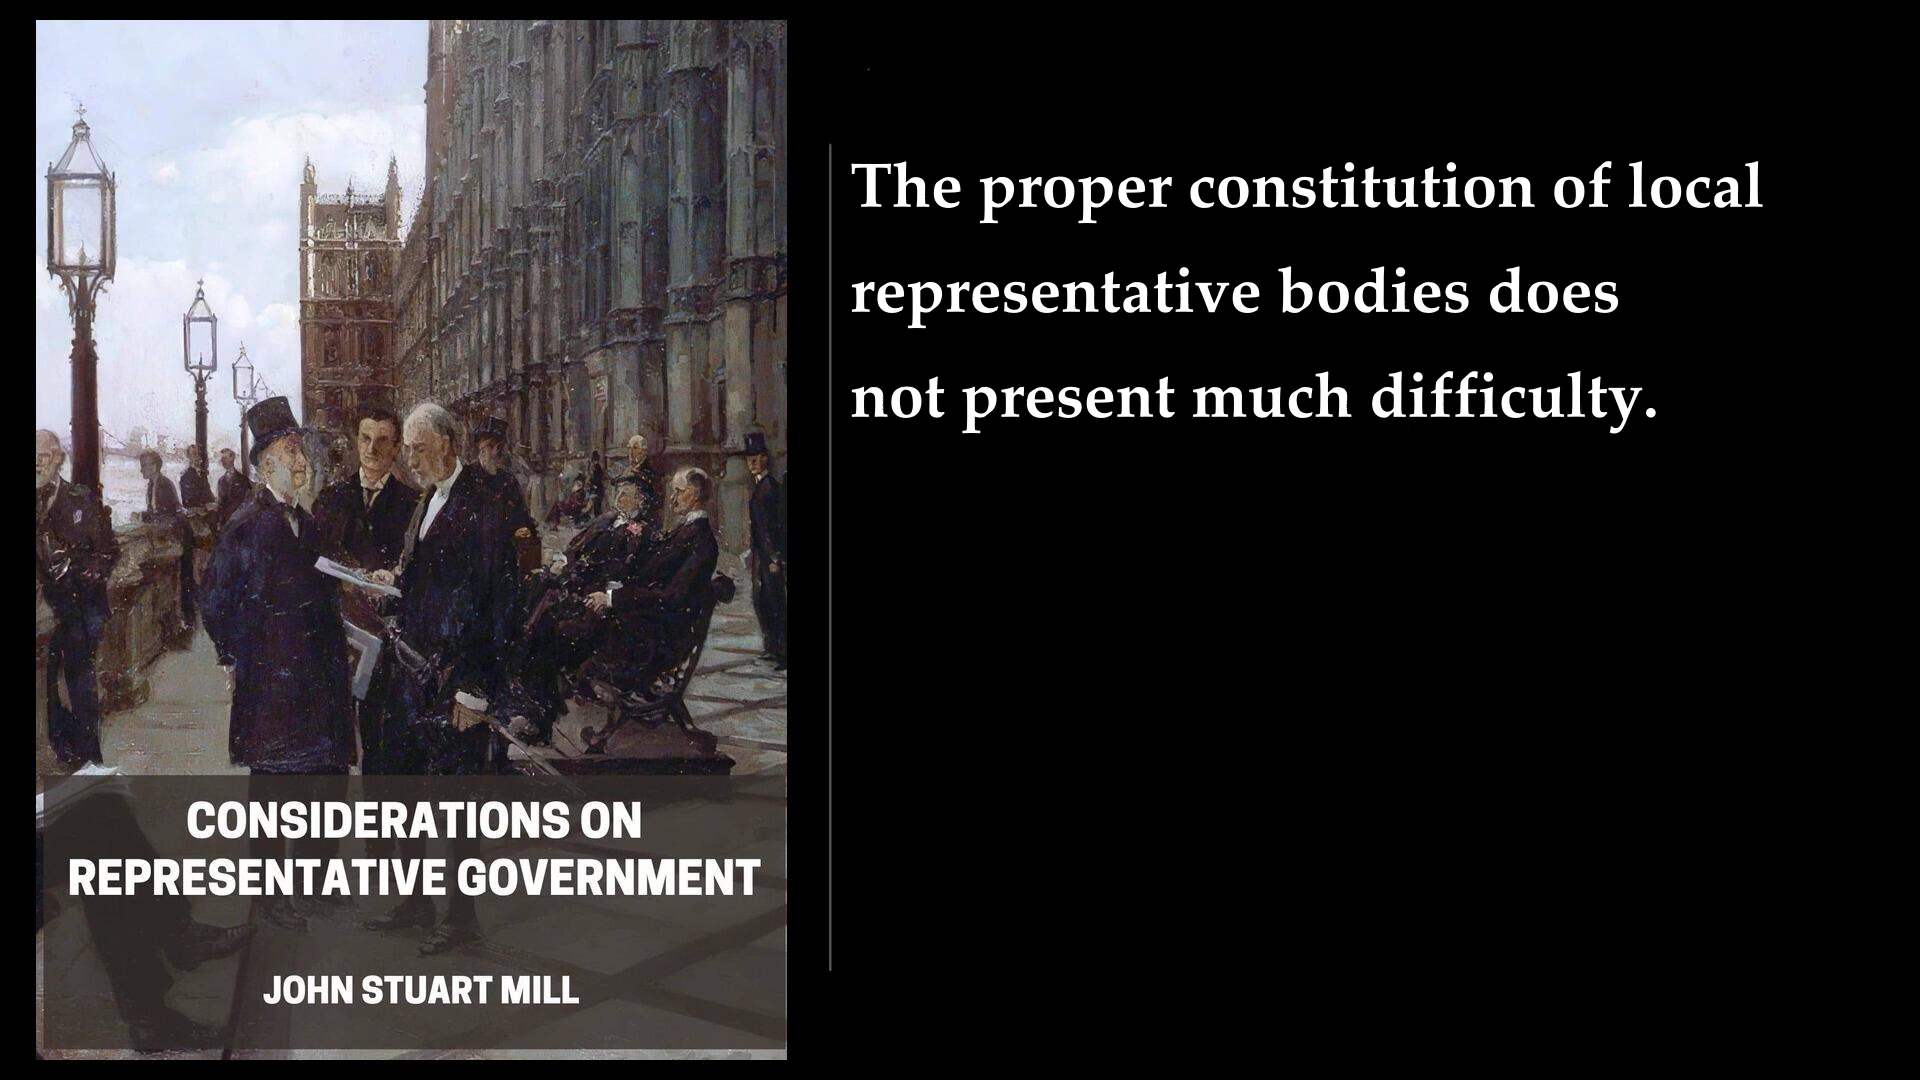 The proper constitution of local
representative bodies does
not present much difficulty.
CONSIDERATIONS ON
REPRESENTATIVE GOVERNMENT
JOHN STUART MILL